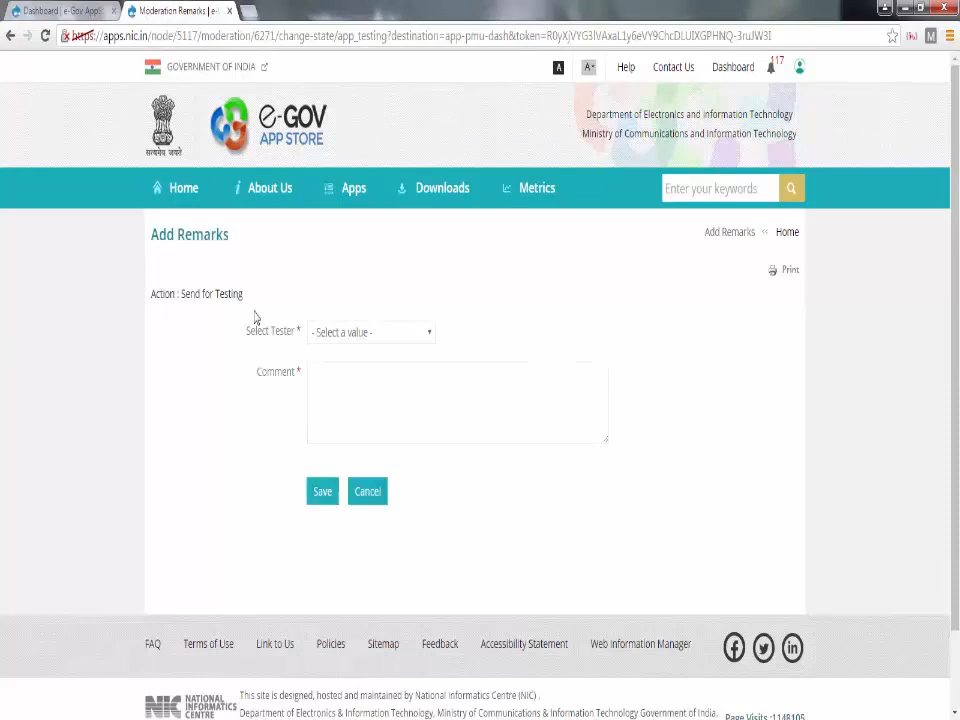 Dashboard | e-Gov AppS
Moderation Remarks | e-
https://apps.nic.in/node/5117/moderation/6271/change-state/app_testing?destination=app-pmu-dash&token=R0yXjVYG3lVAxaL1y6eVY9ChcDLUIXGPHNQ-3ruJW3I
GOVERNMENT OF INDIA
A A+ Help Contact Us Dashboard 117
सत्यमेव जयते
e-GOV
APP STORE
Department of Electronics and Information Technology
Ministry of Communications and Information Technology
Home About Us Apps Downloads Metrics Enter your keywords
Add Remarks
Add Remarks << Home
Print
Action : Send for Testing
Select Tester * - Select a value -
Comment *
Save Cancel
FAQ Terms of Use Link to Us Policies Sitemap Feedback Accessibility Statement Web Information Manager
NIC NATIONAL INFORMATICS CENTRE
This site is designed, hosted and maintained by National Informatics Centre (NIC) .
Department of Electronics & Information Technology, Ministry of Communications & Information Technology Government of India.
Page Visits :1148105